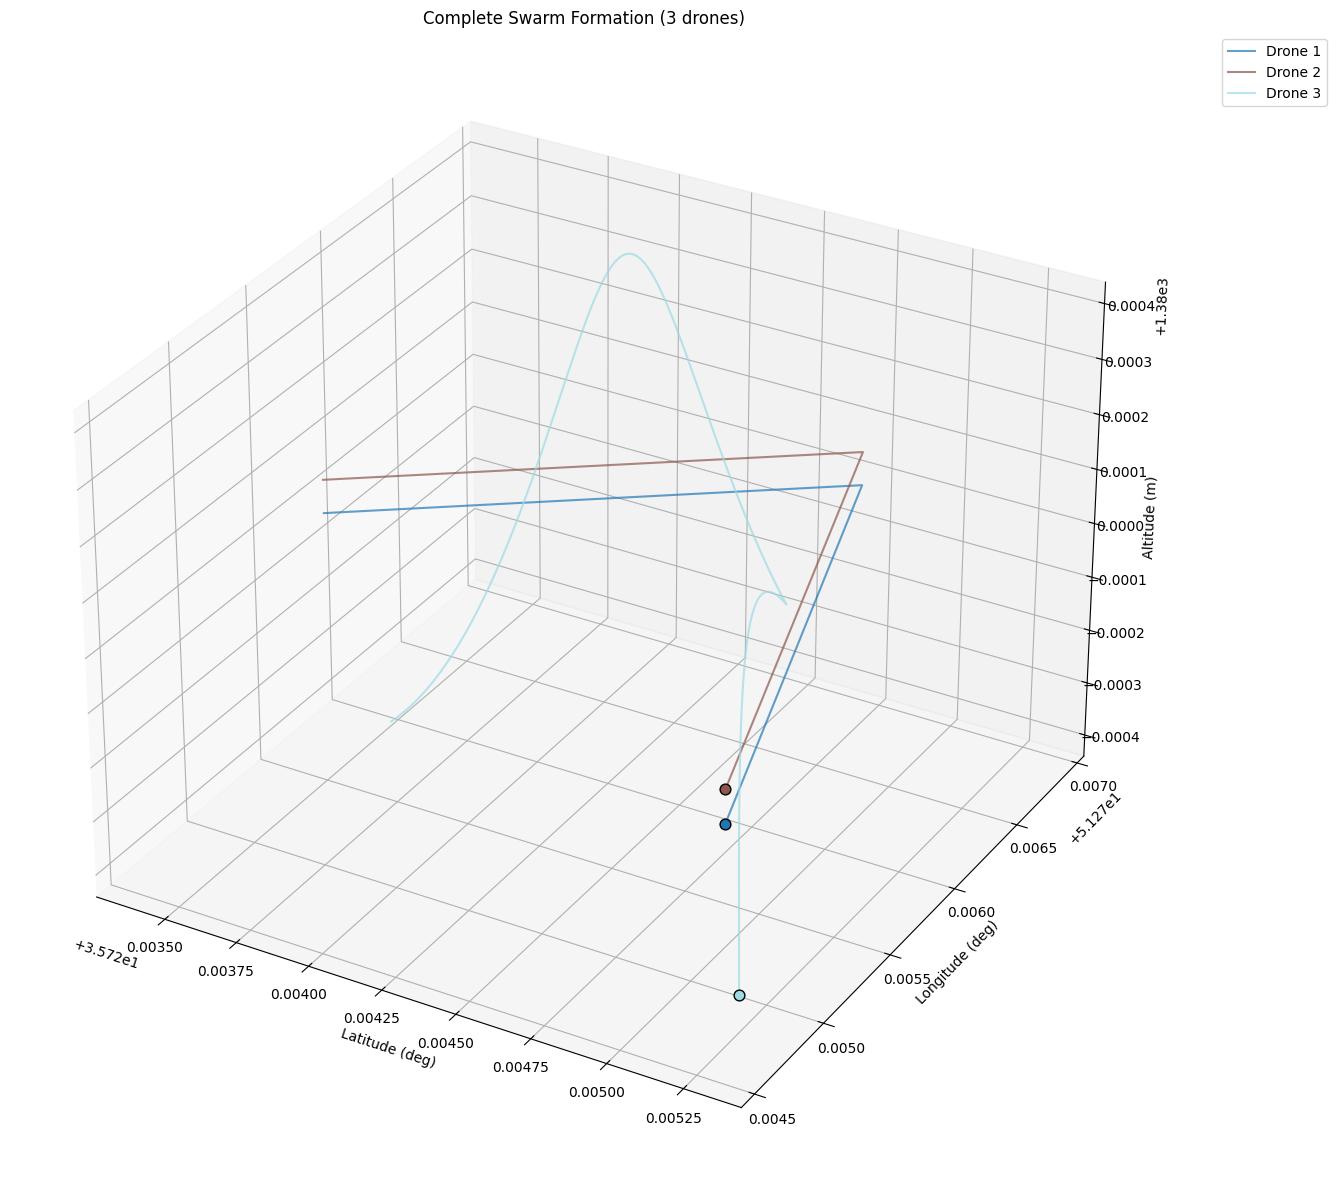 Complete Swarm Formation (3 drones)
Drone 1
Drone 2
Drone 3
+1.38e3
0.0004
0.0003
0.0002
0.0001
0.0000
−0.0001
−0.0002
−0.0003
−0.0004
Altitude (m)
0.0070
0.0065
0.0060
0.0055
0.0050
0.0045
+5.127e1
Longitude (deg)
+3.572e1
0.00350
0.00375
0.00400
0.00425
0.00450
0.00475
0.00500
0.00525
Latitude (deg)